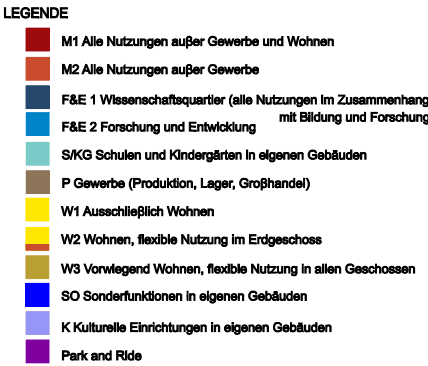 LEGENDE
M1 Alle Nutzungen außer Gewerbe und Wohnen
M2 Alle Nutzungen außer Gewerbe
F&E 1 Wissenschaftsquartier (alle Nutzungen im Zusammenhang
mit Bildung und Forschung
F&E 2 Forschung und Entwicklung
S/KG Schulen und Kindergärten in eigenen Gebäuden
P Gewerbe (Produktion, Lager, Großhandel)
W1 Ausschließlich Wohnen
W2 Wohnen, flexible Nutzung im Erdgeschoss
W3 Vorwiegend Wohnen, flexible Nutzung in allen Geschossen
SO Sonderfunktionen in eigenen Gebäuden
K Kulturelle Einrichtungen in eigenen Gebäuden
Park and Ride